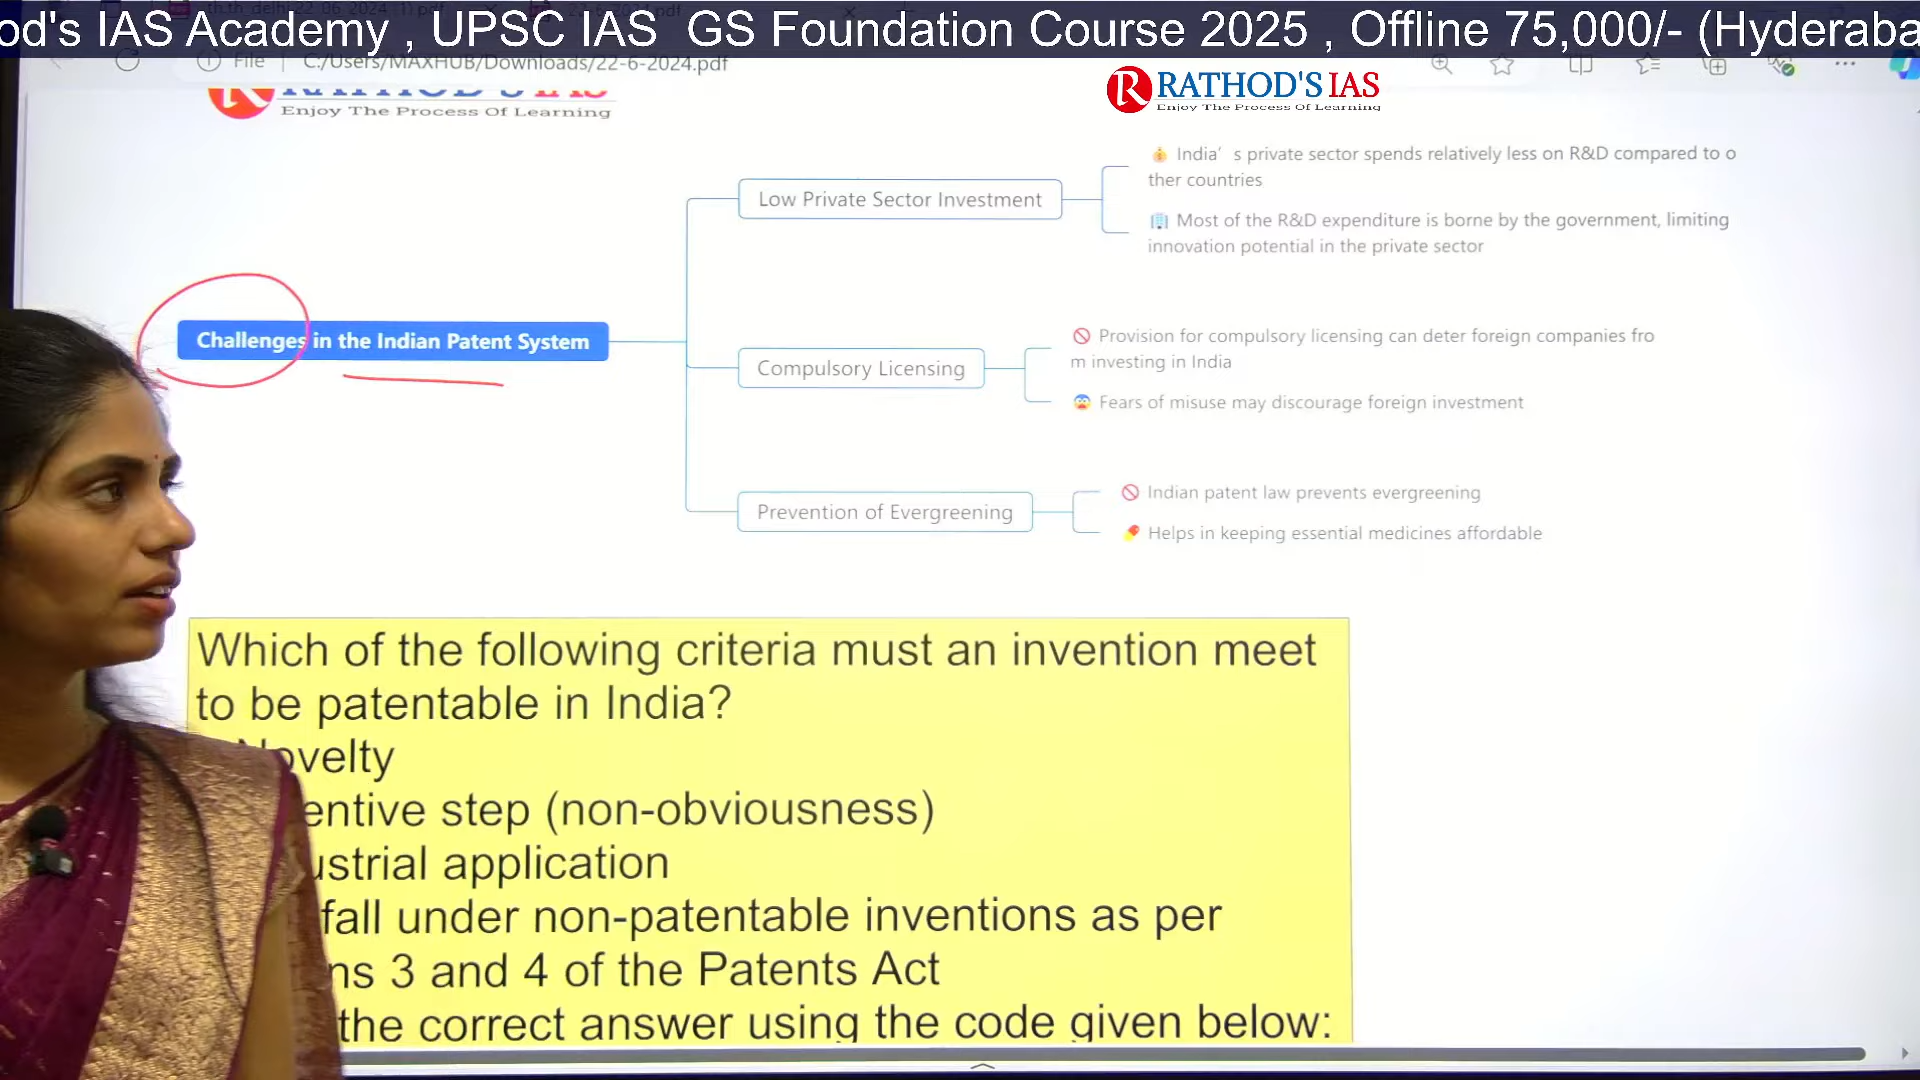 od's IAS Academy , UPSC IAS GS Foundation Course 2025 , Offline 75,000/- (Hyderaba
File | C:/Users/MAXHUB/Downloads/22-6-2024.pdf
RATHOD'S IAS
Enjoy The Process Of Learning
R RATHOD'S IAS
Enjoy The Process Of Learning
Challenges in the Indian Patent System
Low Private Sector Investment
India's private sector spends relatively less on R&D compared to o
ther countries
Most of the R&D expenditure is borne by the government, limiting
innovation potential in the private sector
Compulsory Licensing
Provision for compulsory licensing can deter foreign companies fro
m investing in India
Fears of misuse may discourage foreign investment
Prevention of Evergreening
Indian patent law prevents evergreening
Helps in keeping essential medicines affordable
Which of the following criteria must an invention meet
to be patentable in India?
Novelty
entive step (non-obviousness)
ustrial application
fall under non-patentable inventions as per
ns 3 and 4 of the Patents Act
the correct answer using the code given below: